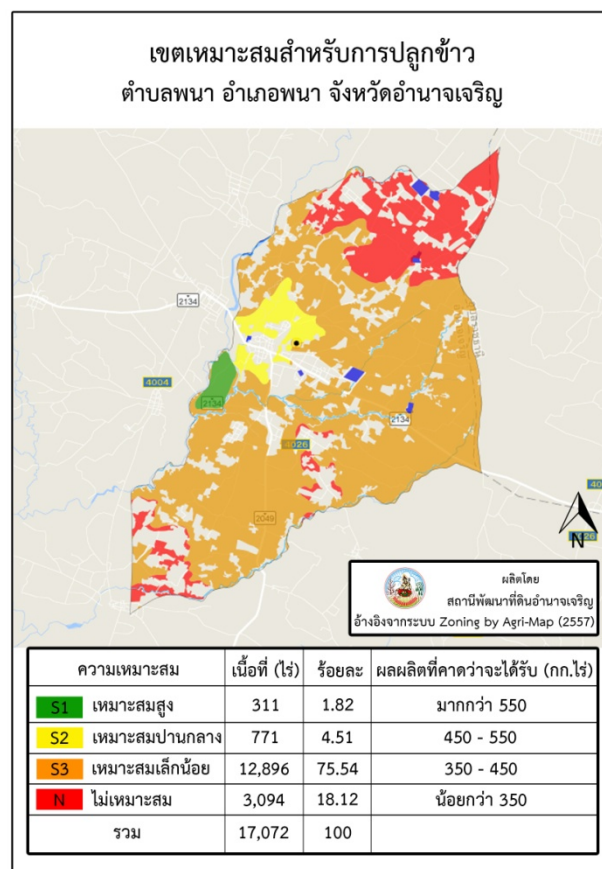 เขตเหมาะสมสำหรับการปลูกข้าว
ตำบลพนา อำเภอพนา จังหวัดอำนาจเจริญ
2134
4004
2134
2134
4026
2049
N
ผลิตโดย
สถานีพัฒนาที่ดินอำนาจเจริญ
อ้างอิงจากระบบ Zoning by Agri-Map (2557)
ความเหมาะสม เนื้อที่ (ไร่) ร้อยละ ผลผลิตที่คาดว่าจะได้รับ (กก.ไร่)
S1 เหมาะสมสูง 311 1.82 มากกว่า 550
S2 เหมาะสมปานกลาง 771 4.51 450 - 550
S3 เหมาะสมเล็กน้อย 12,896 75.54 350 - 450
N ไม่เหมาะสม 3,094 18.12 น้อยกว่า 350
รวม 17,072 100